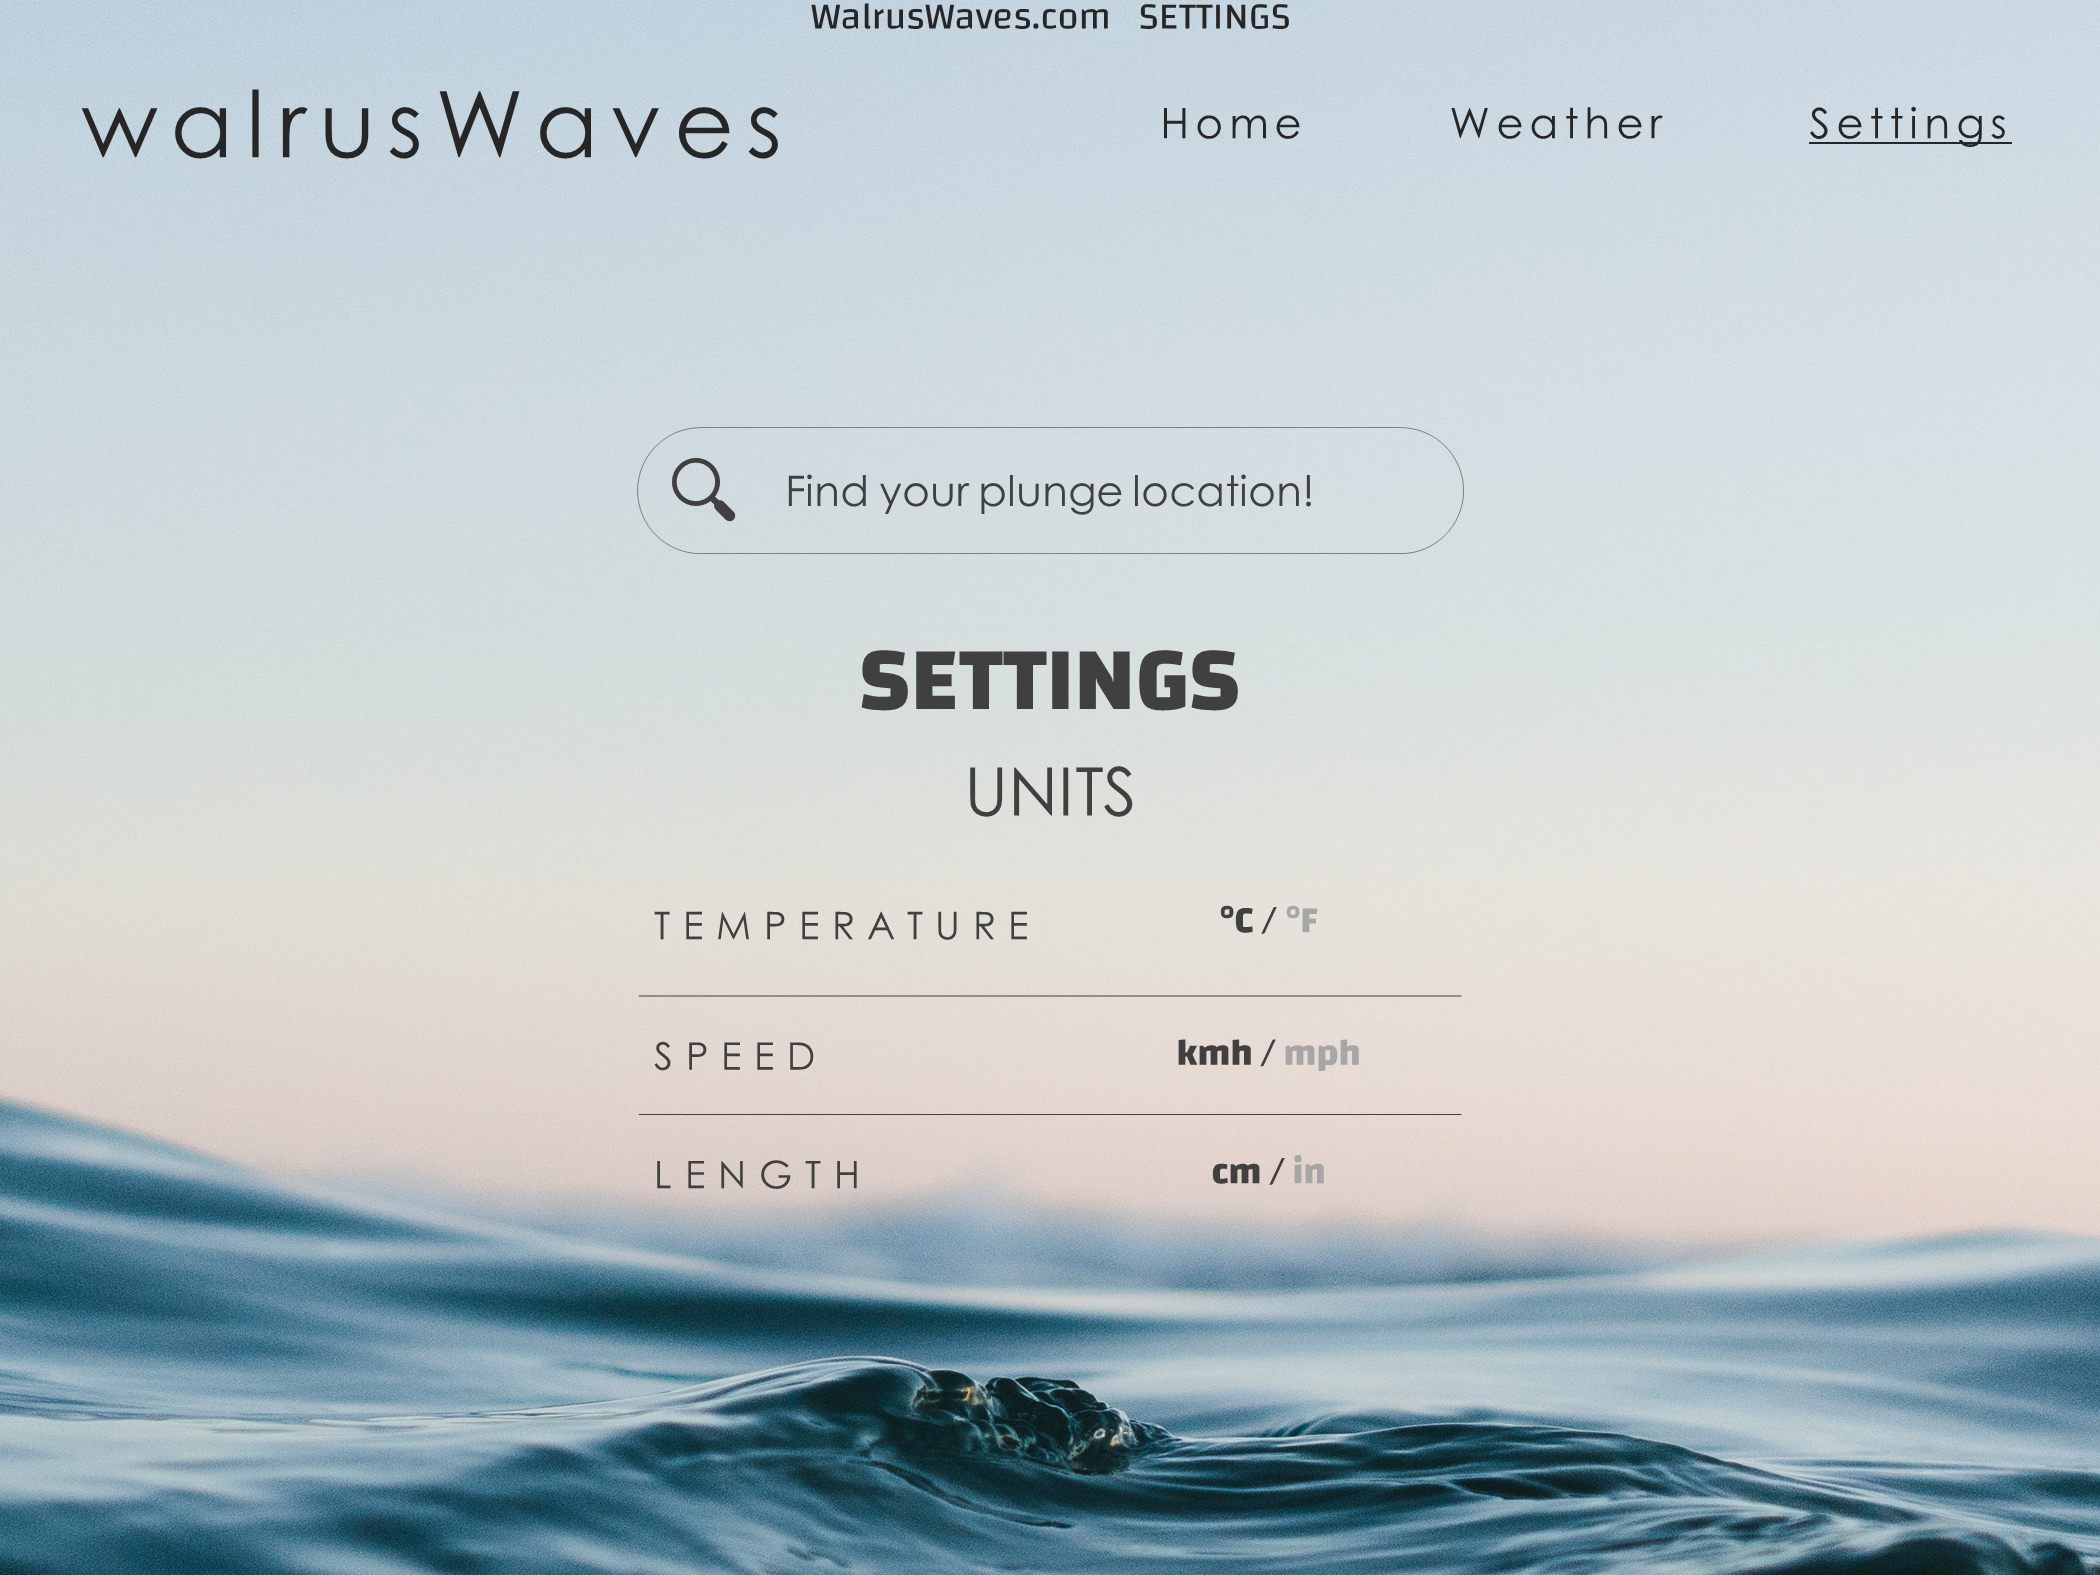 WalrusWaves.com SETTINGS
walrusWaves
Home Weather Settings
Find your plunge location!
SETTINGS
UNITS
TEMPERATURE °C / °F
SPEED kmh / mph
LENGTH cm / in